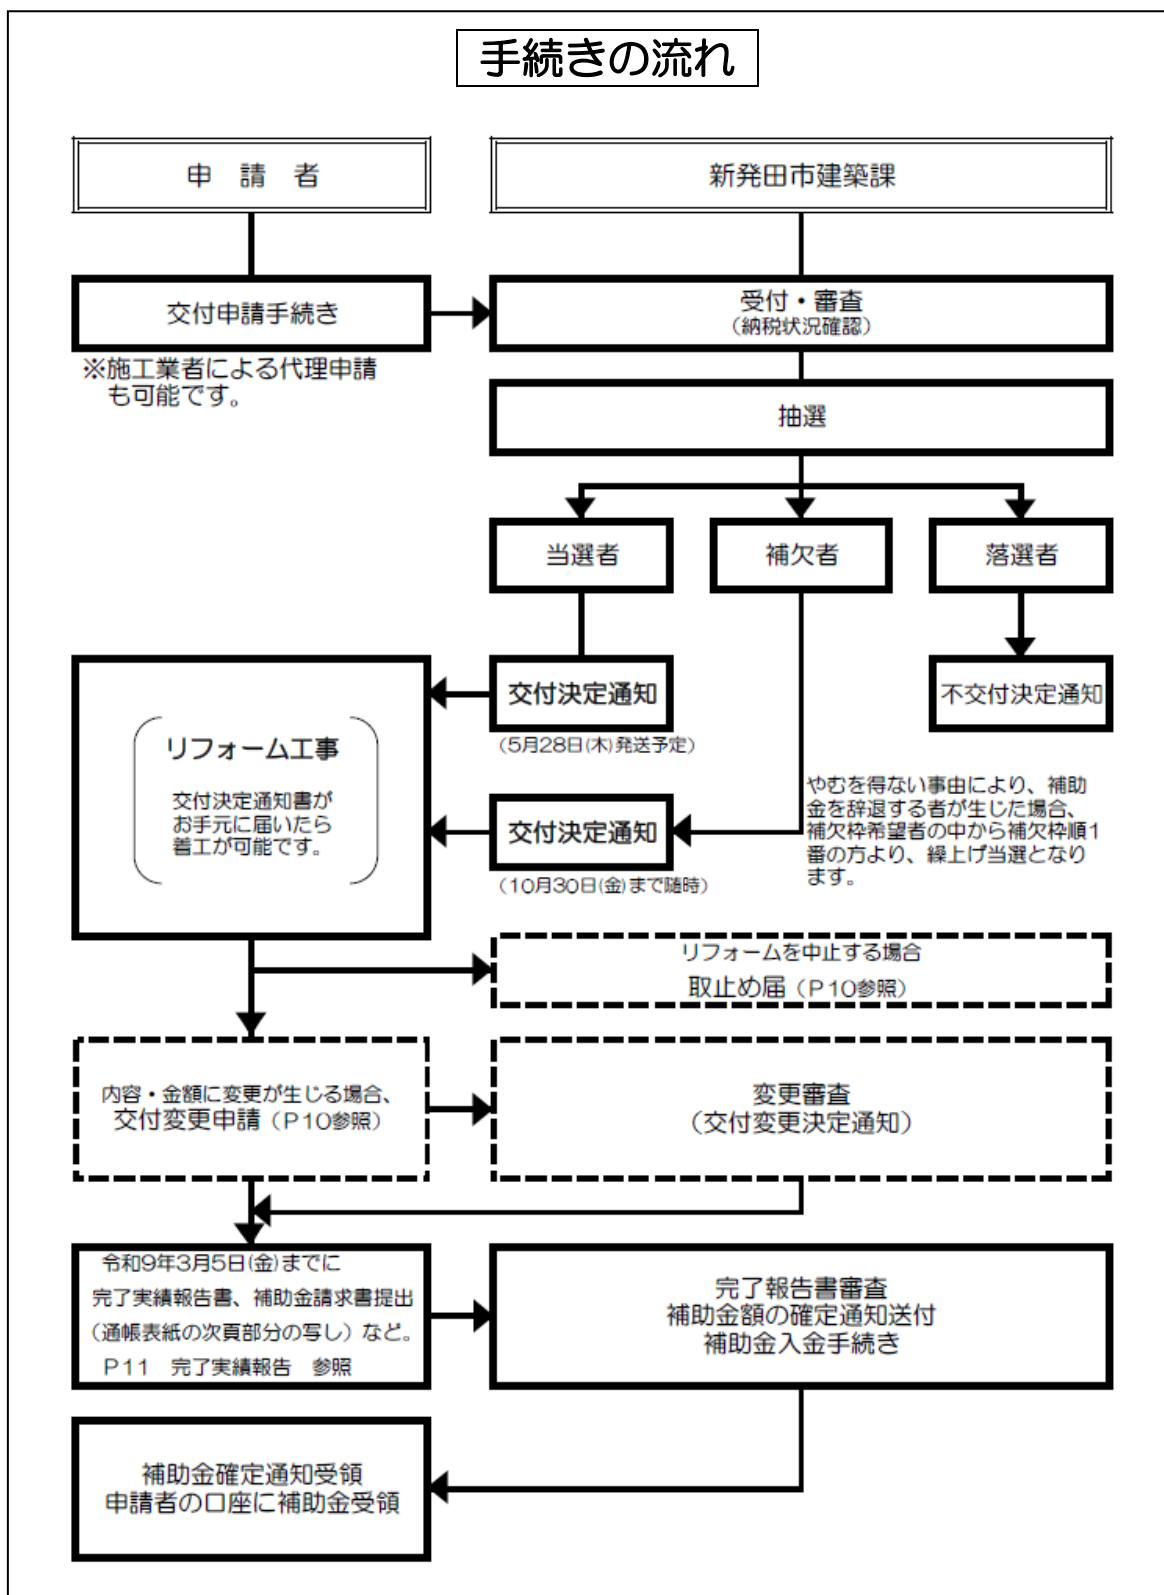 手続きの流れ
申　請　者
新発田市建築課
交付申請手続き
※施工業者による代理申請
も可能です。
受付・審査
（納税状況確認）
抽選
当選者
補欠者
落選者
交付決定通知
（5月28日(木)発送予定）
不交付決定通知
リフォーム工事
交付決定通知書が
お手元に届いたら
着工が可能です。
交付決定通知
（10月30日(金)まで随時）
やむを得ない事由により、補助
金を辞退する者が生じた場合、
補欠枠希望者の中から補欠枠順1
番の方より、繰上げ当選となり
ます。
リフォームを中止する場合
取止め届（P10参照）
内容・金額に変更が生じる場合、
交付変更申請（P10参照）
変更審査
（交付変更決定通知）
令和9年3月5日(金)までに
完了実績報告書、補助金請求書提出
（通帳表紙の次頁部分の写し）など。
P11　完了実績報告　参照
完了報告書審査
補助金額の確定通知送付
補助金入金手続き
補助金確定通知受領
申請者の口座に補助金受領